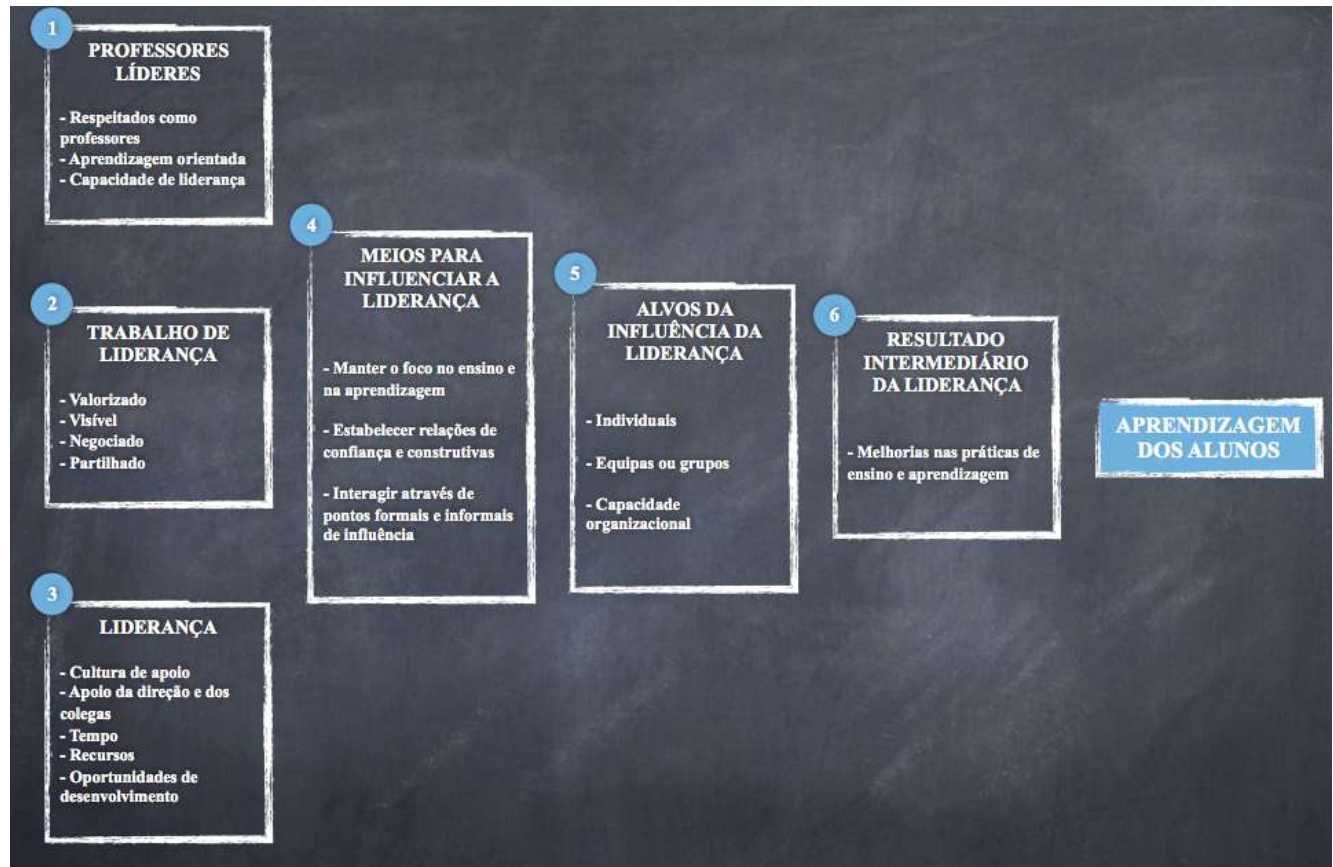 1
PROFESSORES
LÍDERES
- Respeitados como
professores
- Aprendizagem orientada
- Capacidade de liderança
2
TRABALHO DE
LIDERANÇA
- Valorizado
- Visível
- Negociado
- Partilhado
3
LIDERANÇA
- Cultura de apoio
- Apoio da direção e dos
colegas
- Tempo
- Recursos
- Oportunidades de
desenvolvimento
4
MEIOS PARA
INFLUENCIAR A
LIDERANÇA
- Manter o foco no ensino e
na aprendizagem
- Estabelecer relações de
confiança e construtivas
- Interagir através de
pontos formais e informais
de influência
5
ALVOS DA
INFLUÊNCIA DA
LIDERANÇA
- Individuais
- Equipas ou grupos
- Capacidade
organizacional
6
RESULTADO
INTERMEDIÁRIO
DA LIDERANÇA
- Melhorias nas práticas de
ensino e aprendizagem
APRENDIZAGEM
DOS ALUNOS